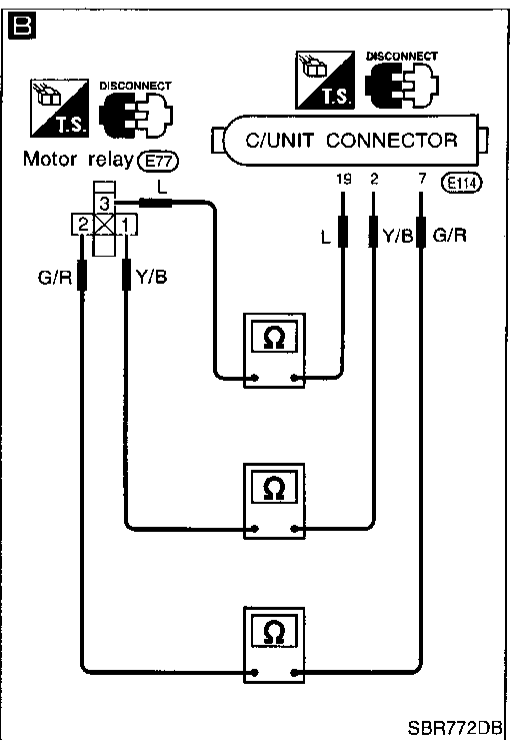 B
DISCONNECT
T.S.
DISCONNECT
T.S.
C/UNIT CONNECTOR
Motor relay E77
19 2 7 E114
L
3
2 1
L Y/B G/R
G/R Y/B
Ω
Ω
Ω
SBR772DB